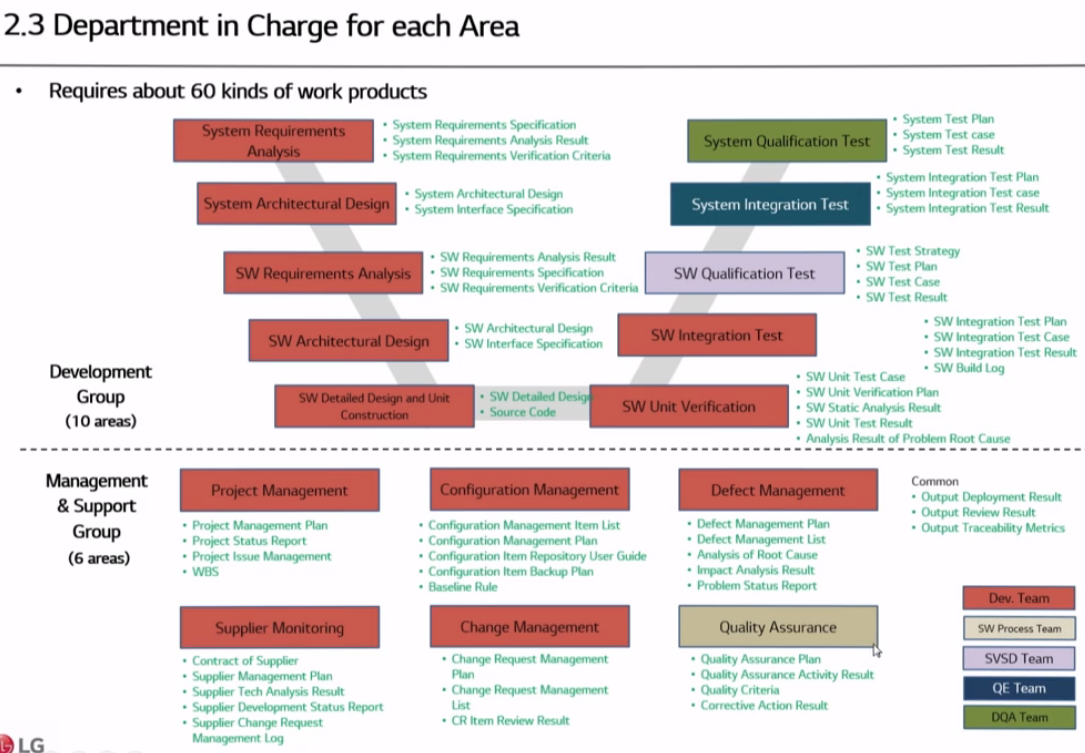 2.3 Department in Charge for each Area
• Requires about 60 kinds of work products
System Requirements
Analysis
• System Requirements Specification
• System Requirements Analysis Result
• System Requirements Verification Criteria
System Qualification Test
• System Test Plan
• System Test case
• System Test Result
System Architectural Design
• System Architectural Design
• System Interface Specification
System Integration Test
• System Integration Test Plan
• System Integration Test case
• System Integration Test Result
SW Requirements Analysis
• SW Requirements Analysis Result
• SW Requirements Specification
• SW Requirements Verification Criteria
SW Qualification Test
• SW Test Strategy
• SW Test Plan
• SW Test Case
• SW Test Result
SW Architectural Design
• SW Architectural Design
• SW Interface Specification
SW Integration Test
• SW Integration Test Plan
• SW Integration Test Case
• SW Integration Test Result
• SW Build Log
Development
Group
(10 areas)
SW Detailed Design and Unit
Construction
• SW Detailed Desig
• Source Code
SW Unit Verification
• SW Unit Test Case
• SW Unit Verification Plan
• SW Static Analysis Result
• SW Unit Test Result
• Analysis Result of Problem Root Cause
Management
& Support
Group
(6 areas)
Project Management
• Project Management Plan
• Project Status Report
• Project Issue Management
• WBS
Configuration Management
• Configuration Management Item List
• Configuration Management Plan
• Configuration Item Repository User Guide
• Configuration Item Backup Plan
• Baseline Rule
Defect Management
• Defect Management Plan
• Defect Management List
• Analysis of Root Cause
• Impact Analysis Result
• Problem Status Report
Common
• Output Deployment Result
• Output Review Result
• Output Traceability Metrics
Supplier Monitoring
• Contract of Supplier
• Supplier Management Plan
• Supplier Tech Analysis Result
• Supplier Development Status Report
• Supplier Change Request
Management Log
Change Management
• Change Request Management
Plan
• Change Request Management
List
• CR Item Review Result
Quality Assurance
• Quality Assurance Plan
• Quality Assurance Activity Result
• Quality Criteria
• Corrective Action Result
Dev. Team
SW Process Team
SVSD Team
QE Team
DQA Team
LG